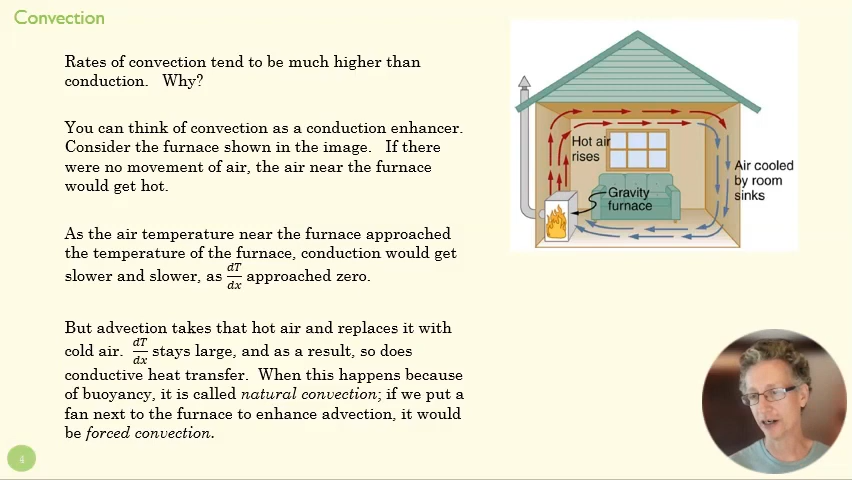 Convection
Rates of convection tend to be much higher than
conduction. Why?
You can think of convection as a conduction enhancer.
Consider the furnace shown in the image. If there
were no movement of air, the air near the furnace
would get hot.
As the air temperature near the furnace approached
the temperature of the furnace, conduction would get
slower and slower, as dT/dx approached zero.
But advection takes that hot air and replaces it with
cold air. dT/dx stays large, and as a result, so does
conductive heat transfer. When this happens because
of buoyancy, it is called natural convection; if we put a
fan next to the furnace to enhance advection, it would
be forced convection.
Hot air
rises
Gravity
furnace
Air cooled
by room
sinks
4